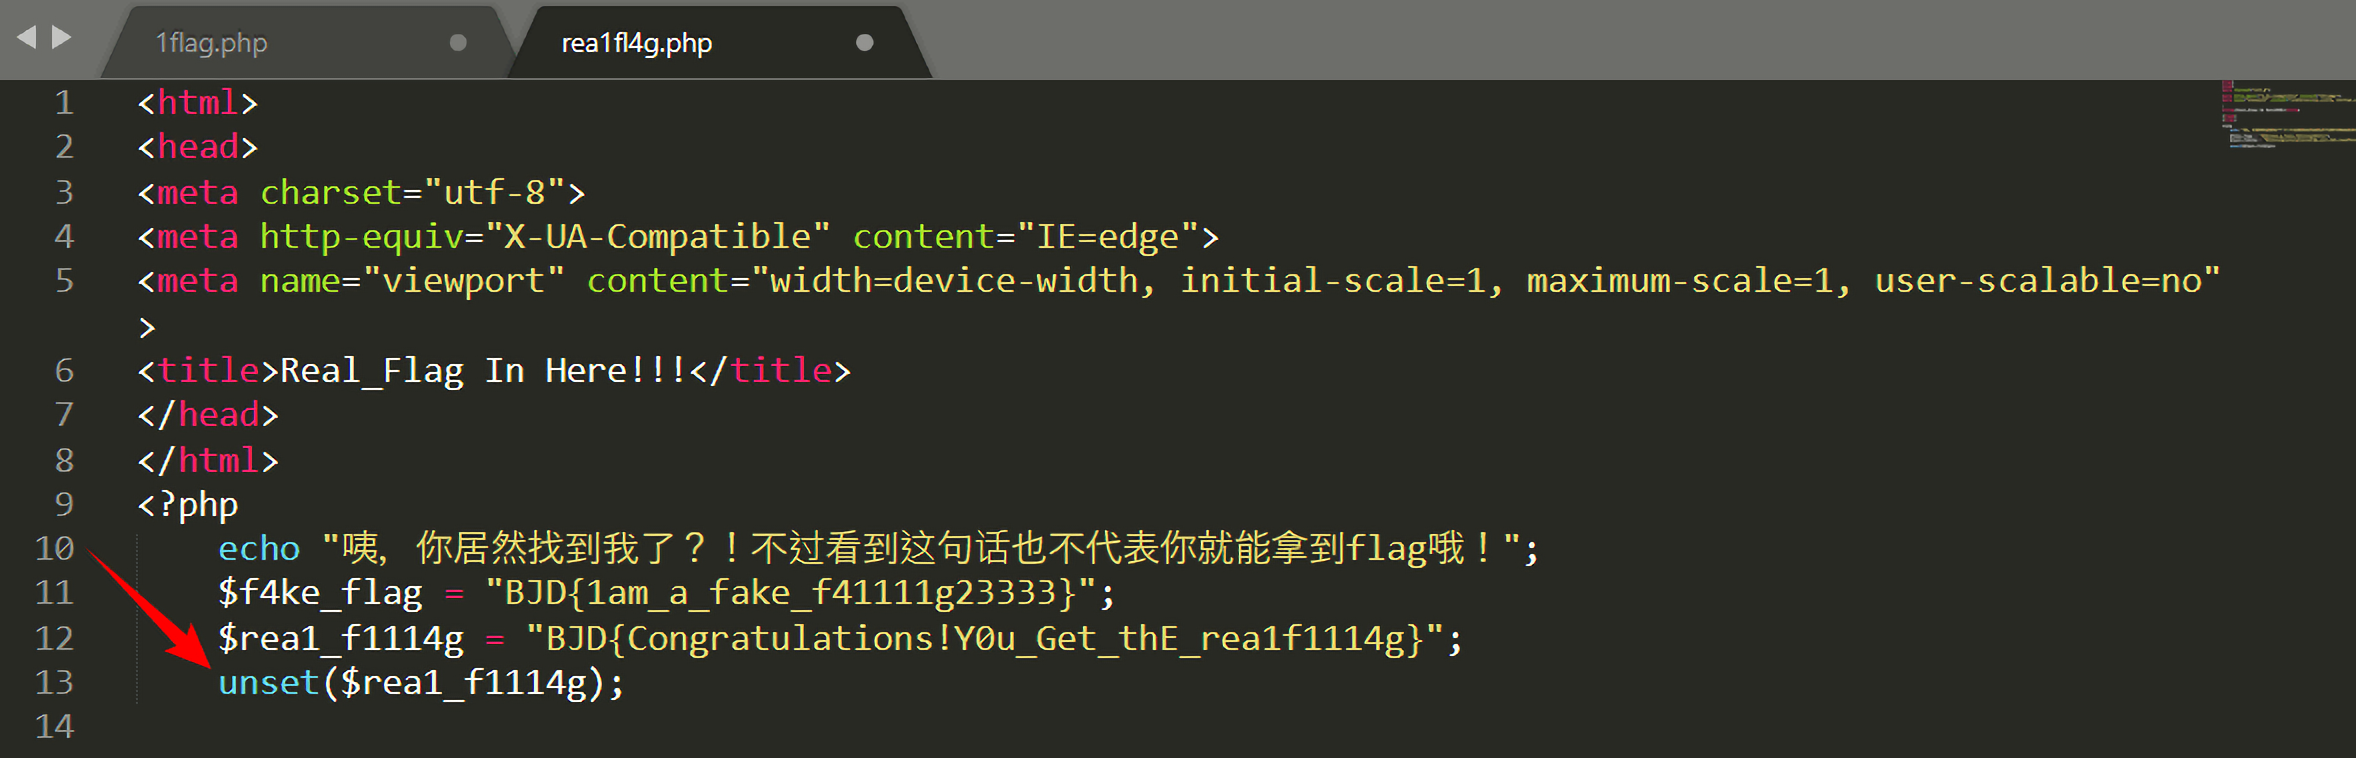 1flag.php
rea1fl4g.php
1 <html>
2 <head>
3 <meta charset="utf-8">
4 <meta http-equiv="X-UA-Compatible" content="IE=edge">
5 <meta name="viewport" content="width=device-width, initial-scale=1, maximum-scale=1, user-scalable=no"
>
6 <title>Real_Flag In Here!!!</title>
7 </head>
8 </html>
9 <?php
10 echo "咦，你居然找到我了？！不过看到这句话也不代表你就能拿到flag哦！";
11 $f4ke_flag = "BJD{1am_a_fake_f41111g23333}";
12 $rea1_f1114g = "BJD{Congratulations!Y0u_Get_thE_rea1f1114g}";
13 unset($rea1_f1114g);
14